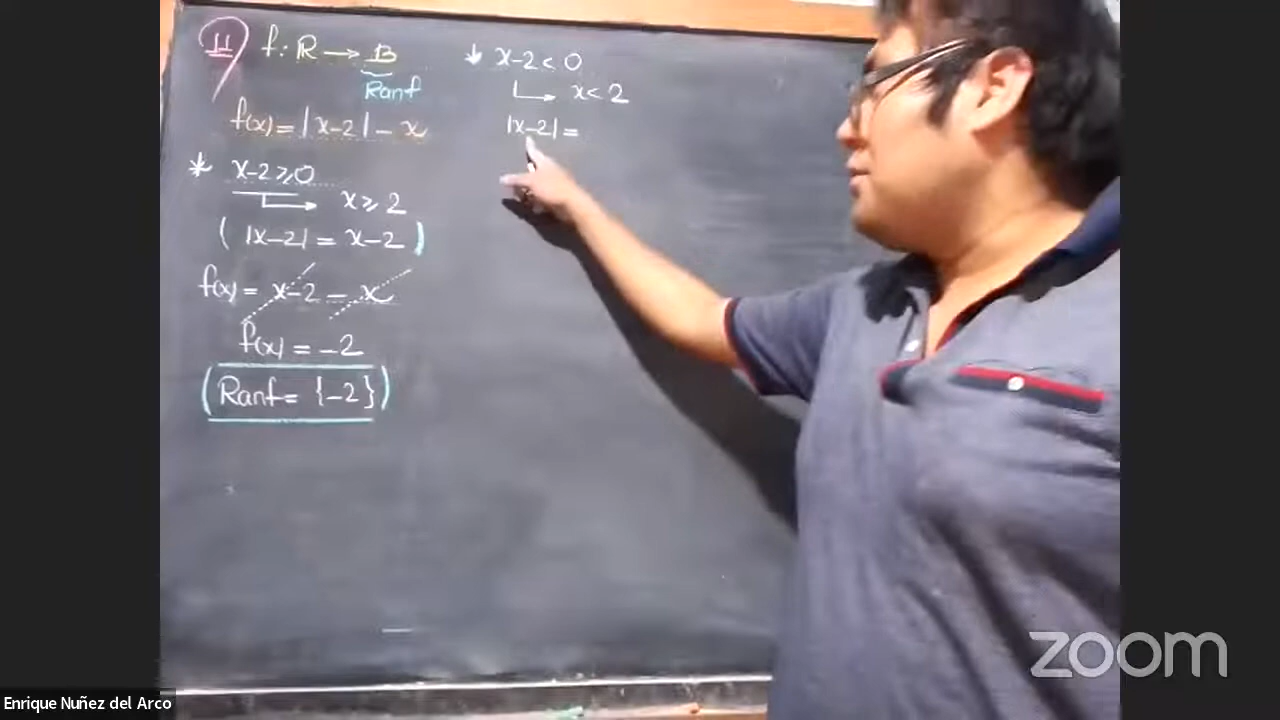 11) f: R → B
Ranf
f(x) = |x-2| - x
* x-2 ≥ 0
→ x ≥ 2
( |x-2| = x-2 )
f(x) = x-2 - x
f(x) = -2
( Ranf = {-2} )
* x-2 < 0
→ x < 2
|x-2| =
zoom
Enrique Nuñez del Arco